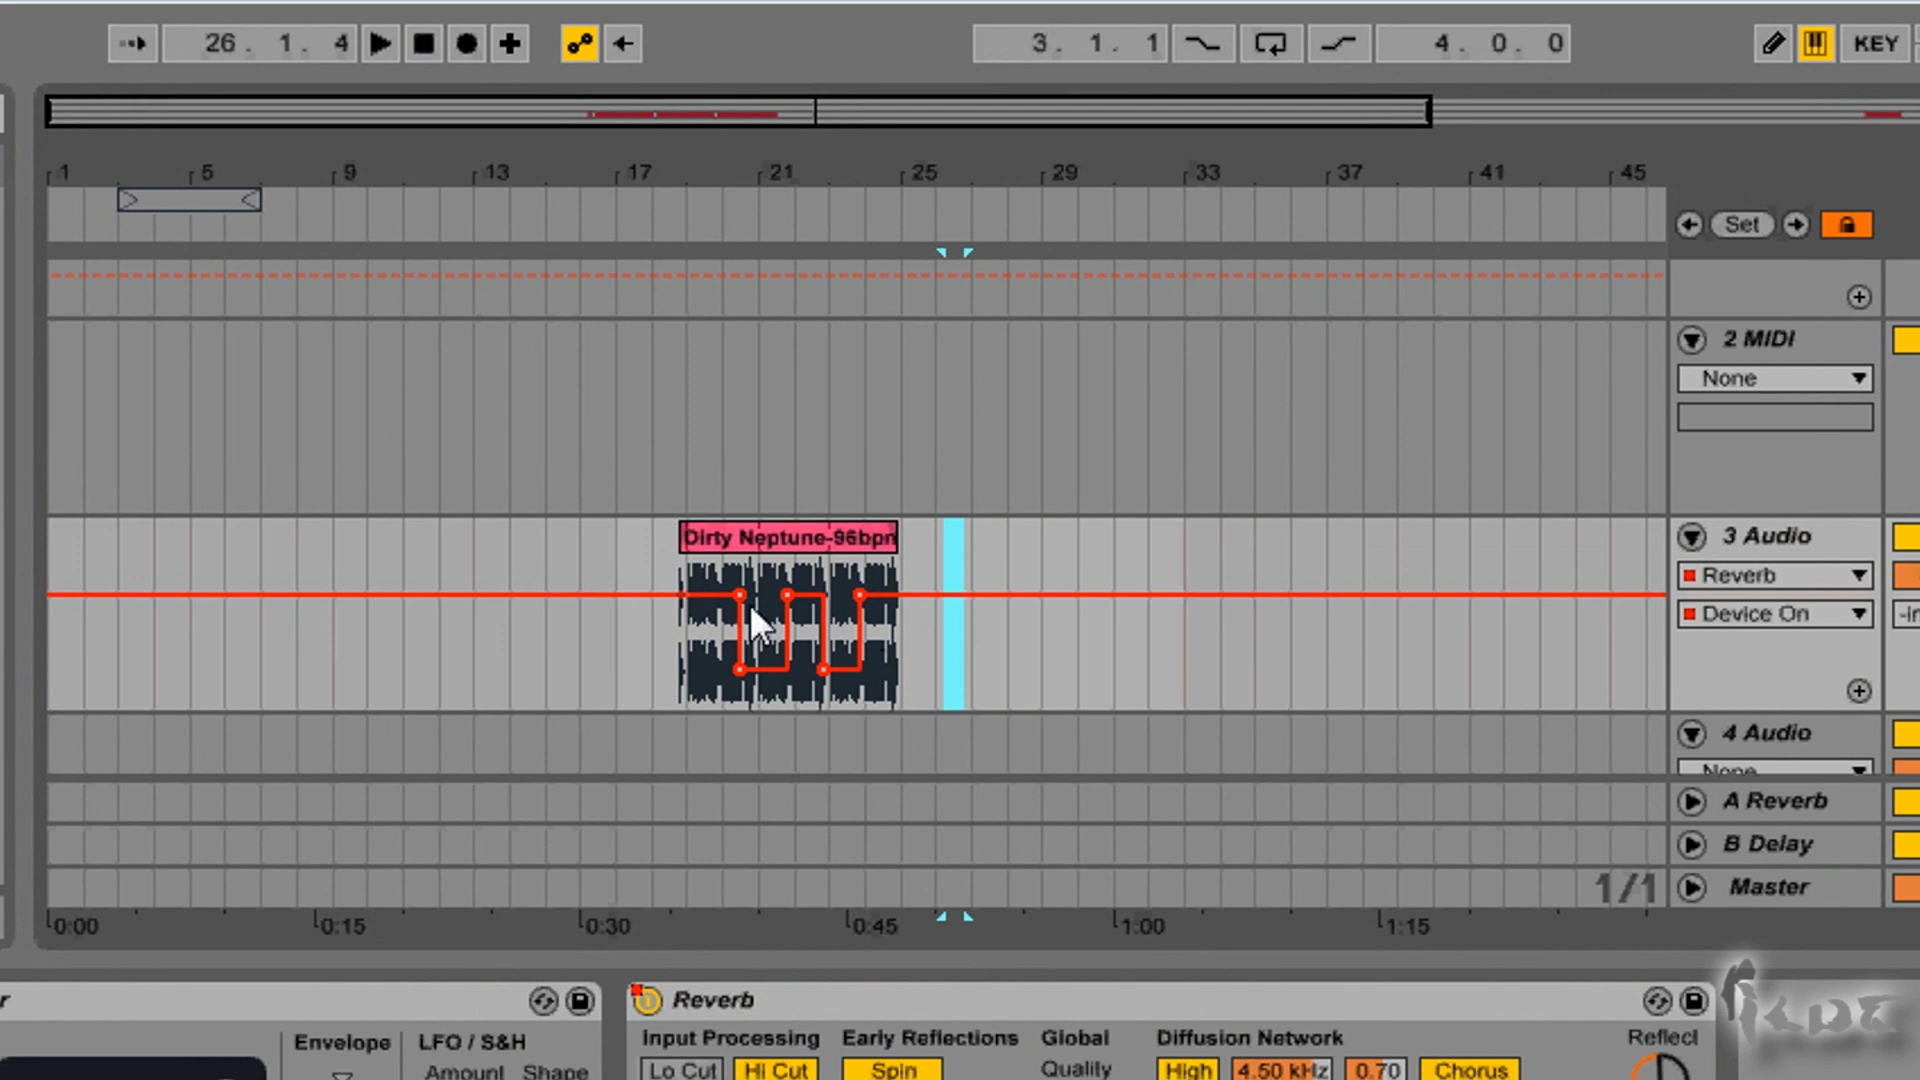 26. 1. 4
3. 1. 1
4. 0. 0
KEY
1 5 9 13 17 21 25 29 33 37 41 45
Set
2 MIDI
None
Dirty Neptune-96bpm
3 Audio
Reverb
Device On
4 Audio
None
A Reverb
B Delay
1/1
Master
0:00 0:15 0:30 0:45 1:00 1:15
r
Reverb
Envelope
LFO / S&H
Amount Shape
Input Processing
Early Reflections
Global
Diffusion Network
Reflect
Lo Cut
Hi Cut
Spin
Quality
High
4.50 kHz
0.70
Chorus